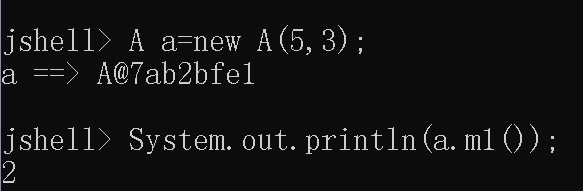 jshell> A a=new A(5,3);
a ==> A@7ab2bfe1
jshell> System.out.println(a.m1());
2